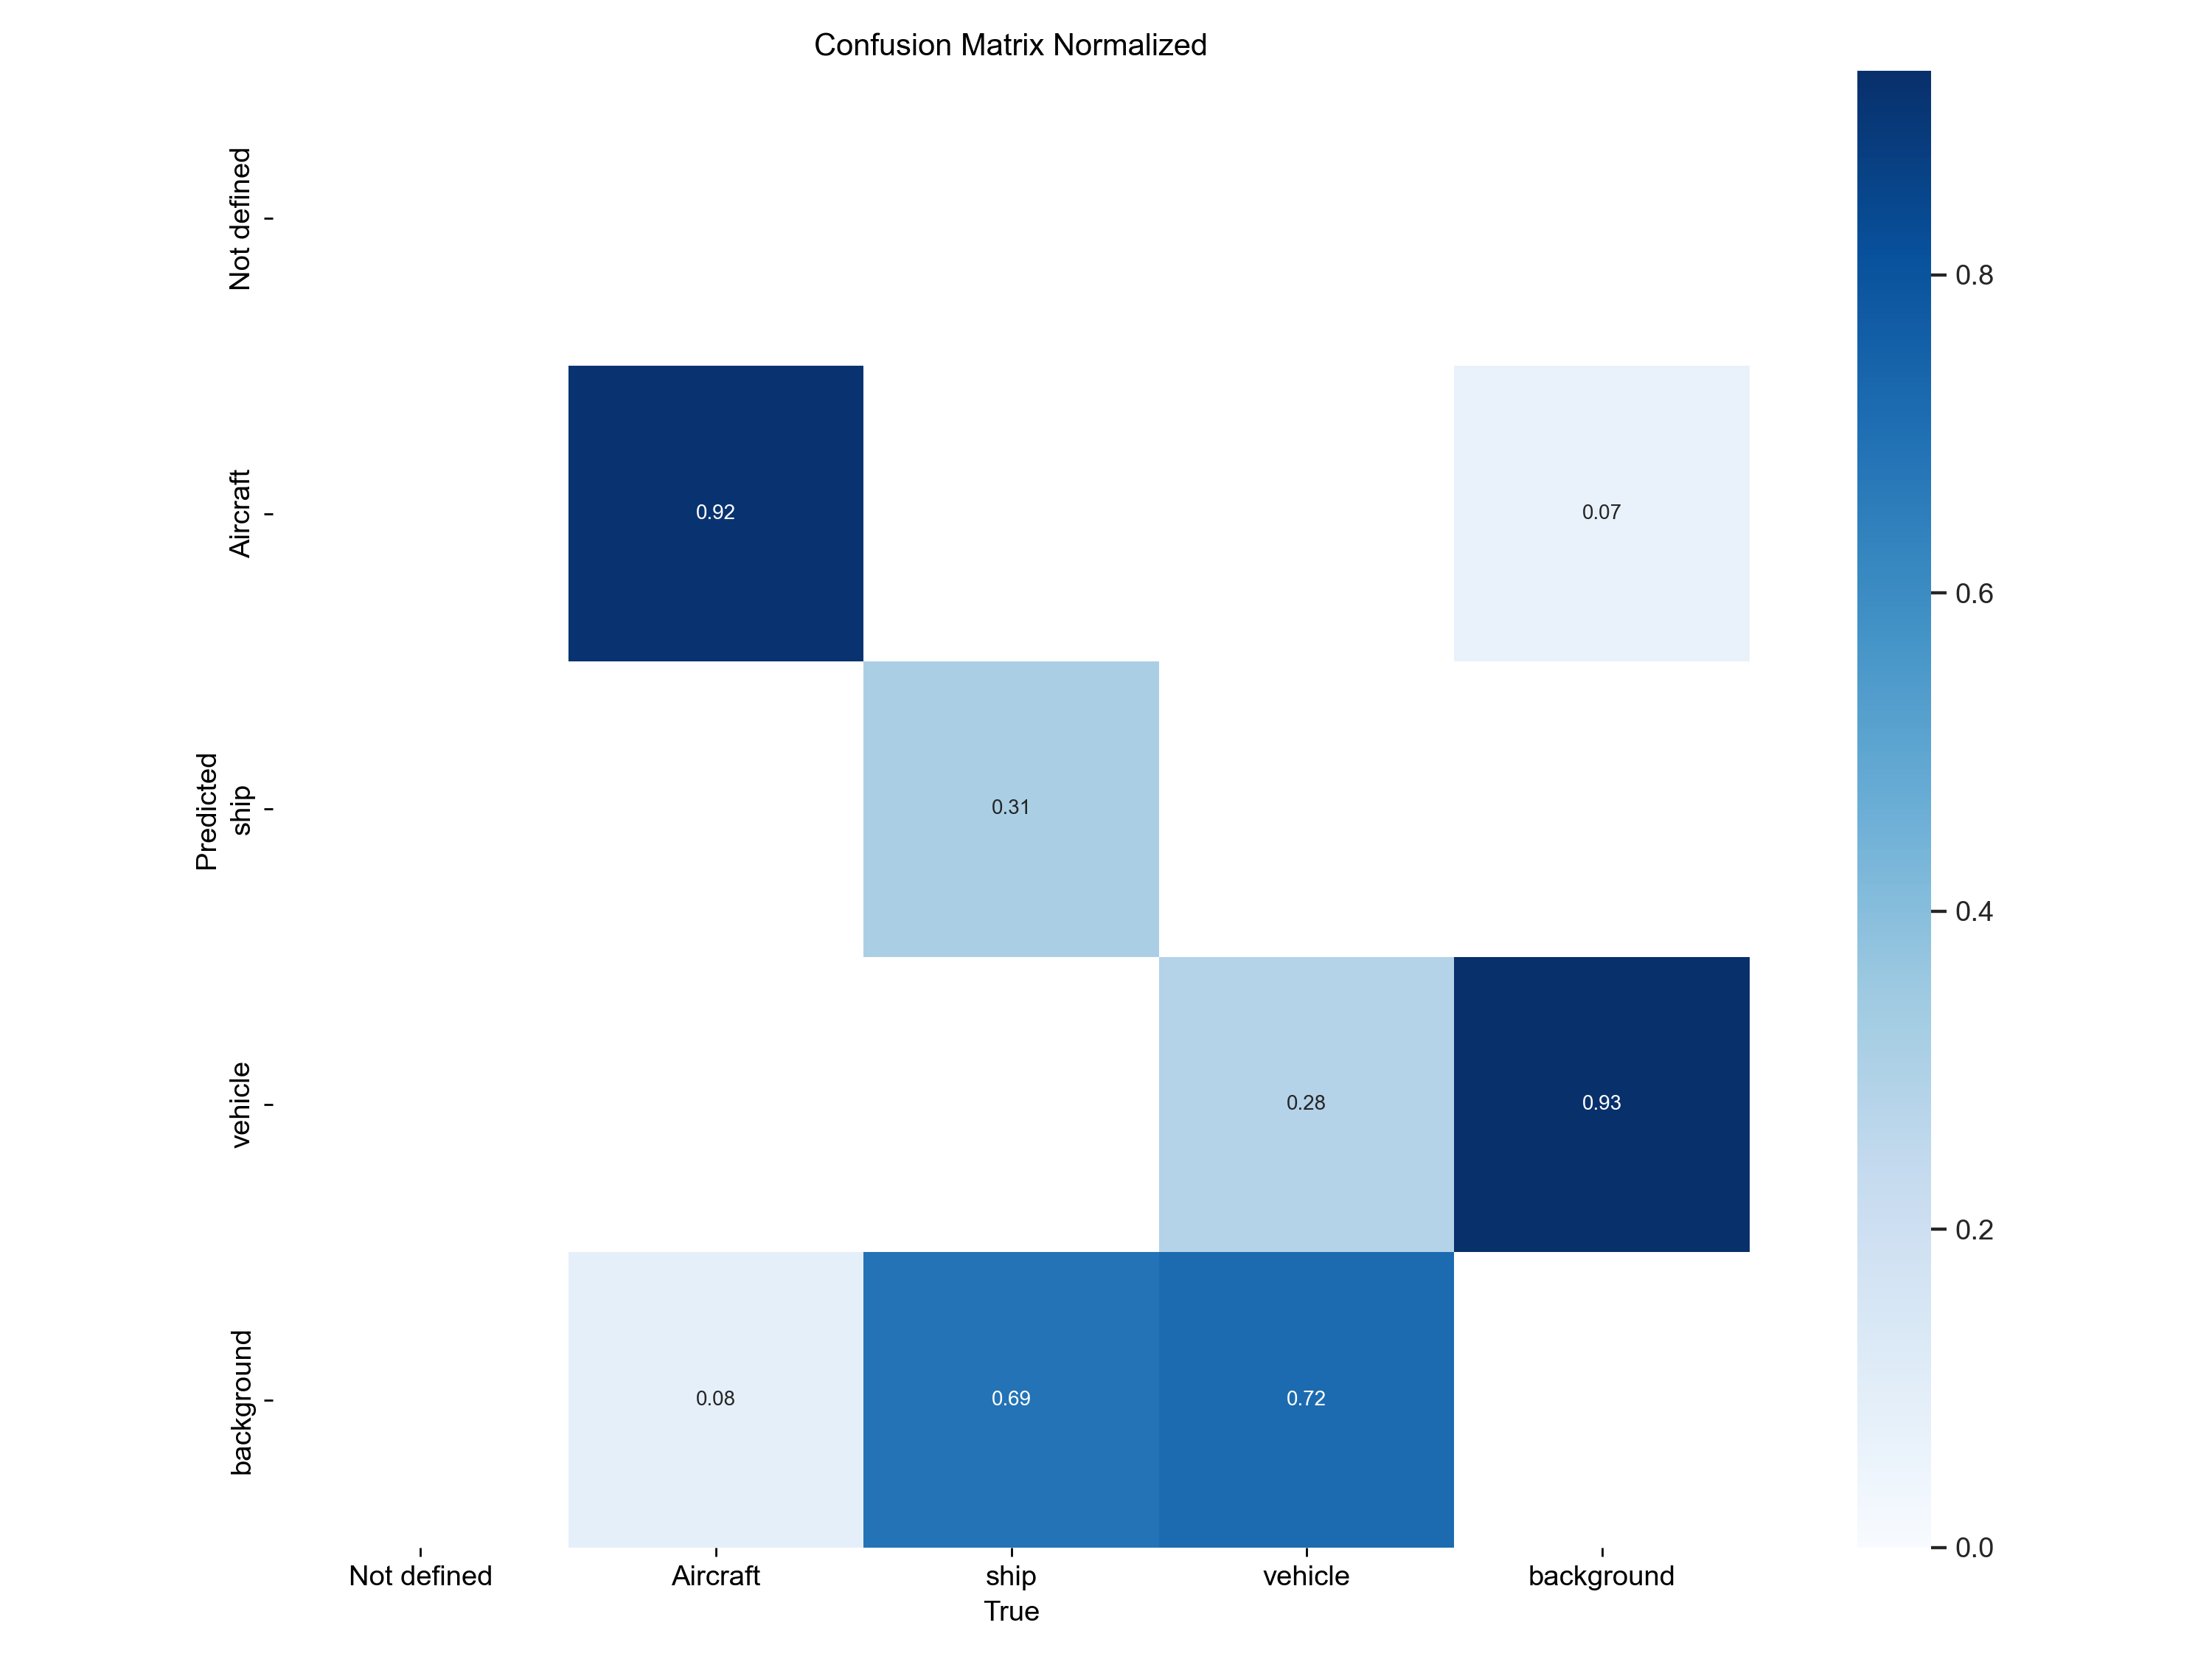 Confusion Matrix Normalized
Not defined
Aircraft
ship
vehicle
background
Predicted
0.92
0.07
0.31
0.28
0.93
0.08
0.69
0.72
Not defined
Aircraft
ship
vehicle
background
True
0.8
0.6
0.4
0.2
0.0